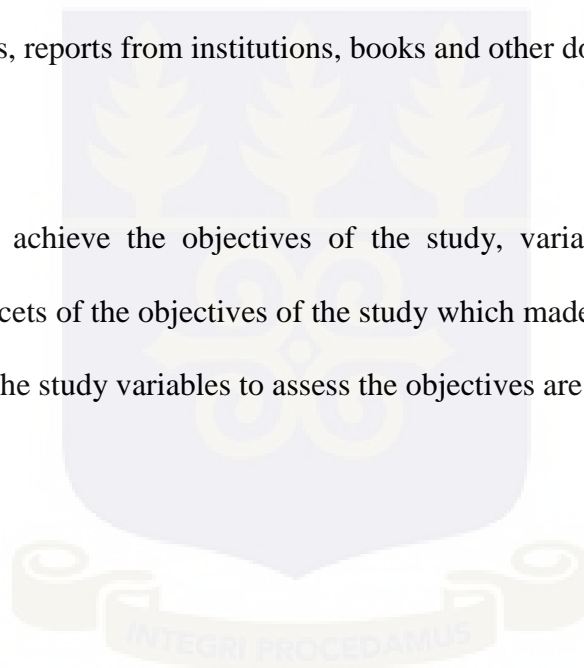 s, reports from institutions, books and other do
achieve the objectives of the study, varia
cets of the objectives of the study which made
he study variables to assess the objectives are
INTEGRI PROCEDAMUS